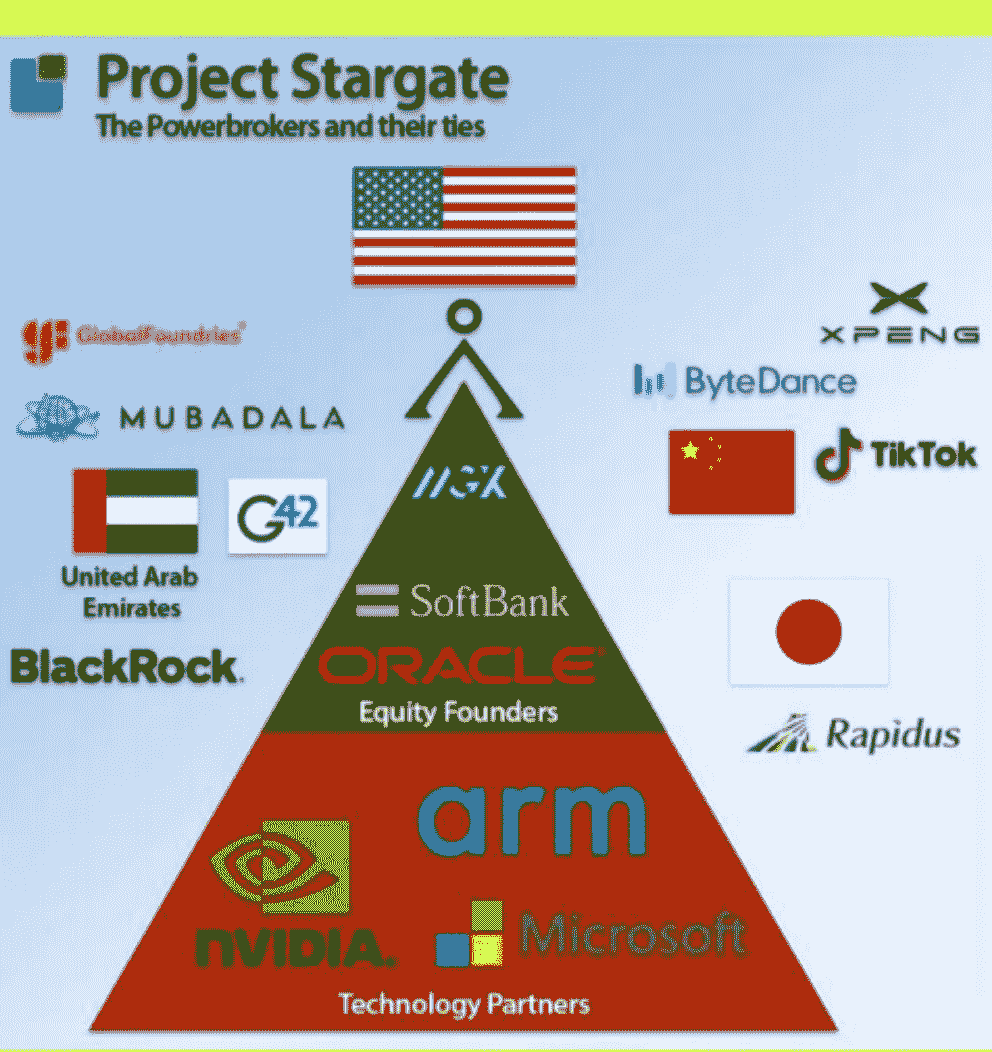 Project Stargate
The Powerbrokers and their ties
GlobalFoundries
XPENG
ByteDance
MUBADALA
TikTok
MGX
G42
United Arab
Emirates
SoftBank
BlackRock.
ORACLE
Equity Founders
Rapidus
arm
NVIDIA.
Microsoft
Technology Partners